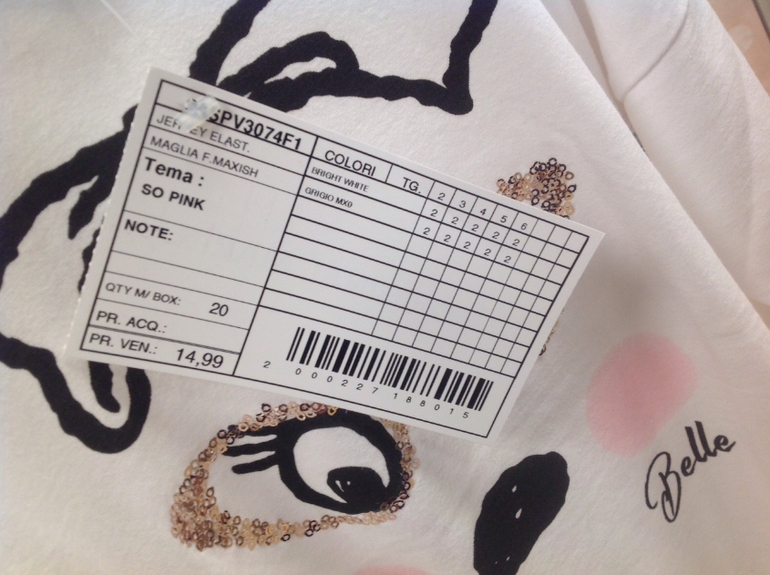 SPV3074F1
JERSEY ELAST.
MAGLIA F.MAXISH
Tema :
SO PINK
NOTE:
QTY M/ BOX: 20
PR. ACQ.:
PR. VEN.: 14,99
COLORI TG. 2 3 4 5 6
BRIGHT WHITE 2 2 2 2 2
GRIGIO MX0 2 2 2 2 2
2 000227 188015
Belle